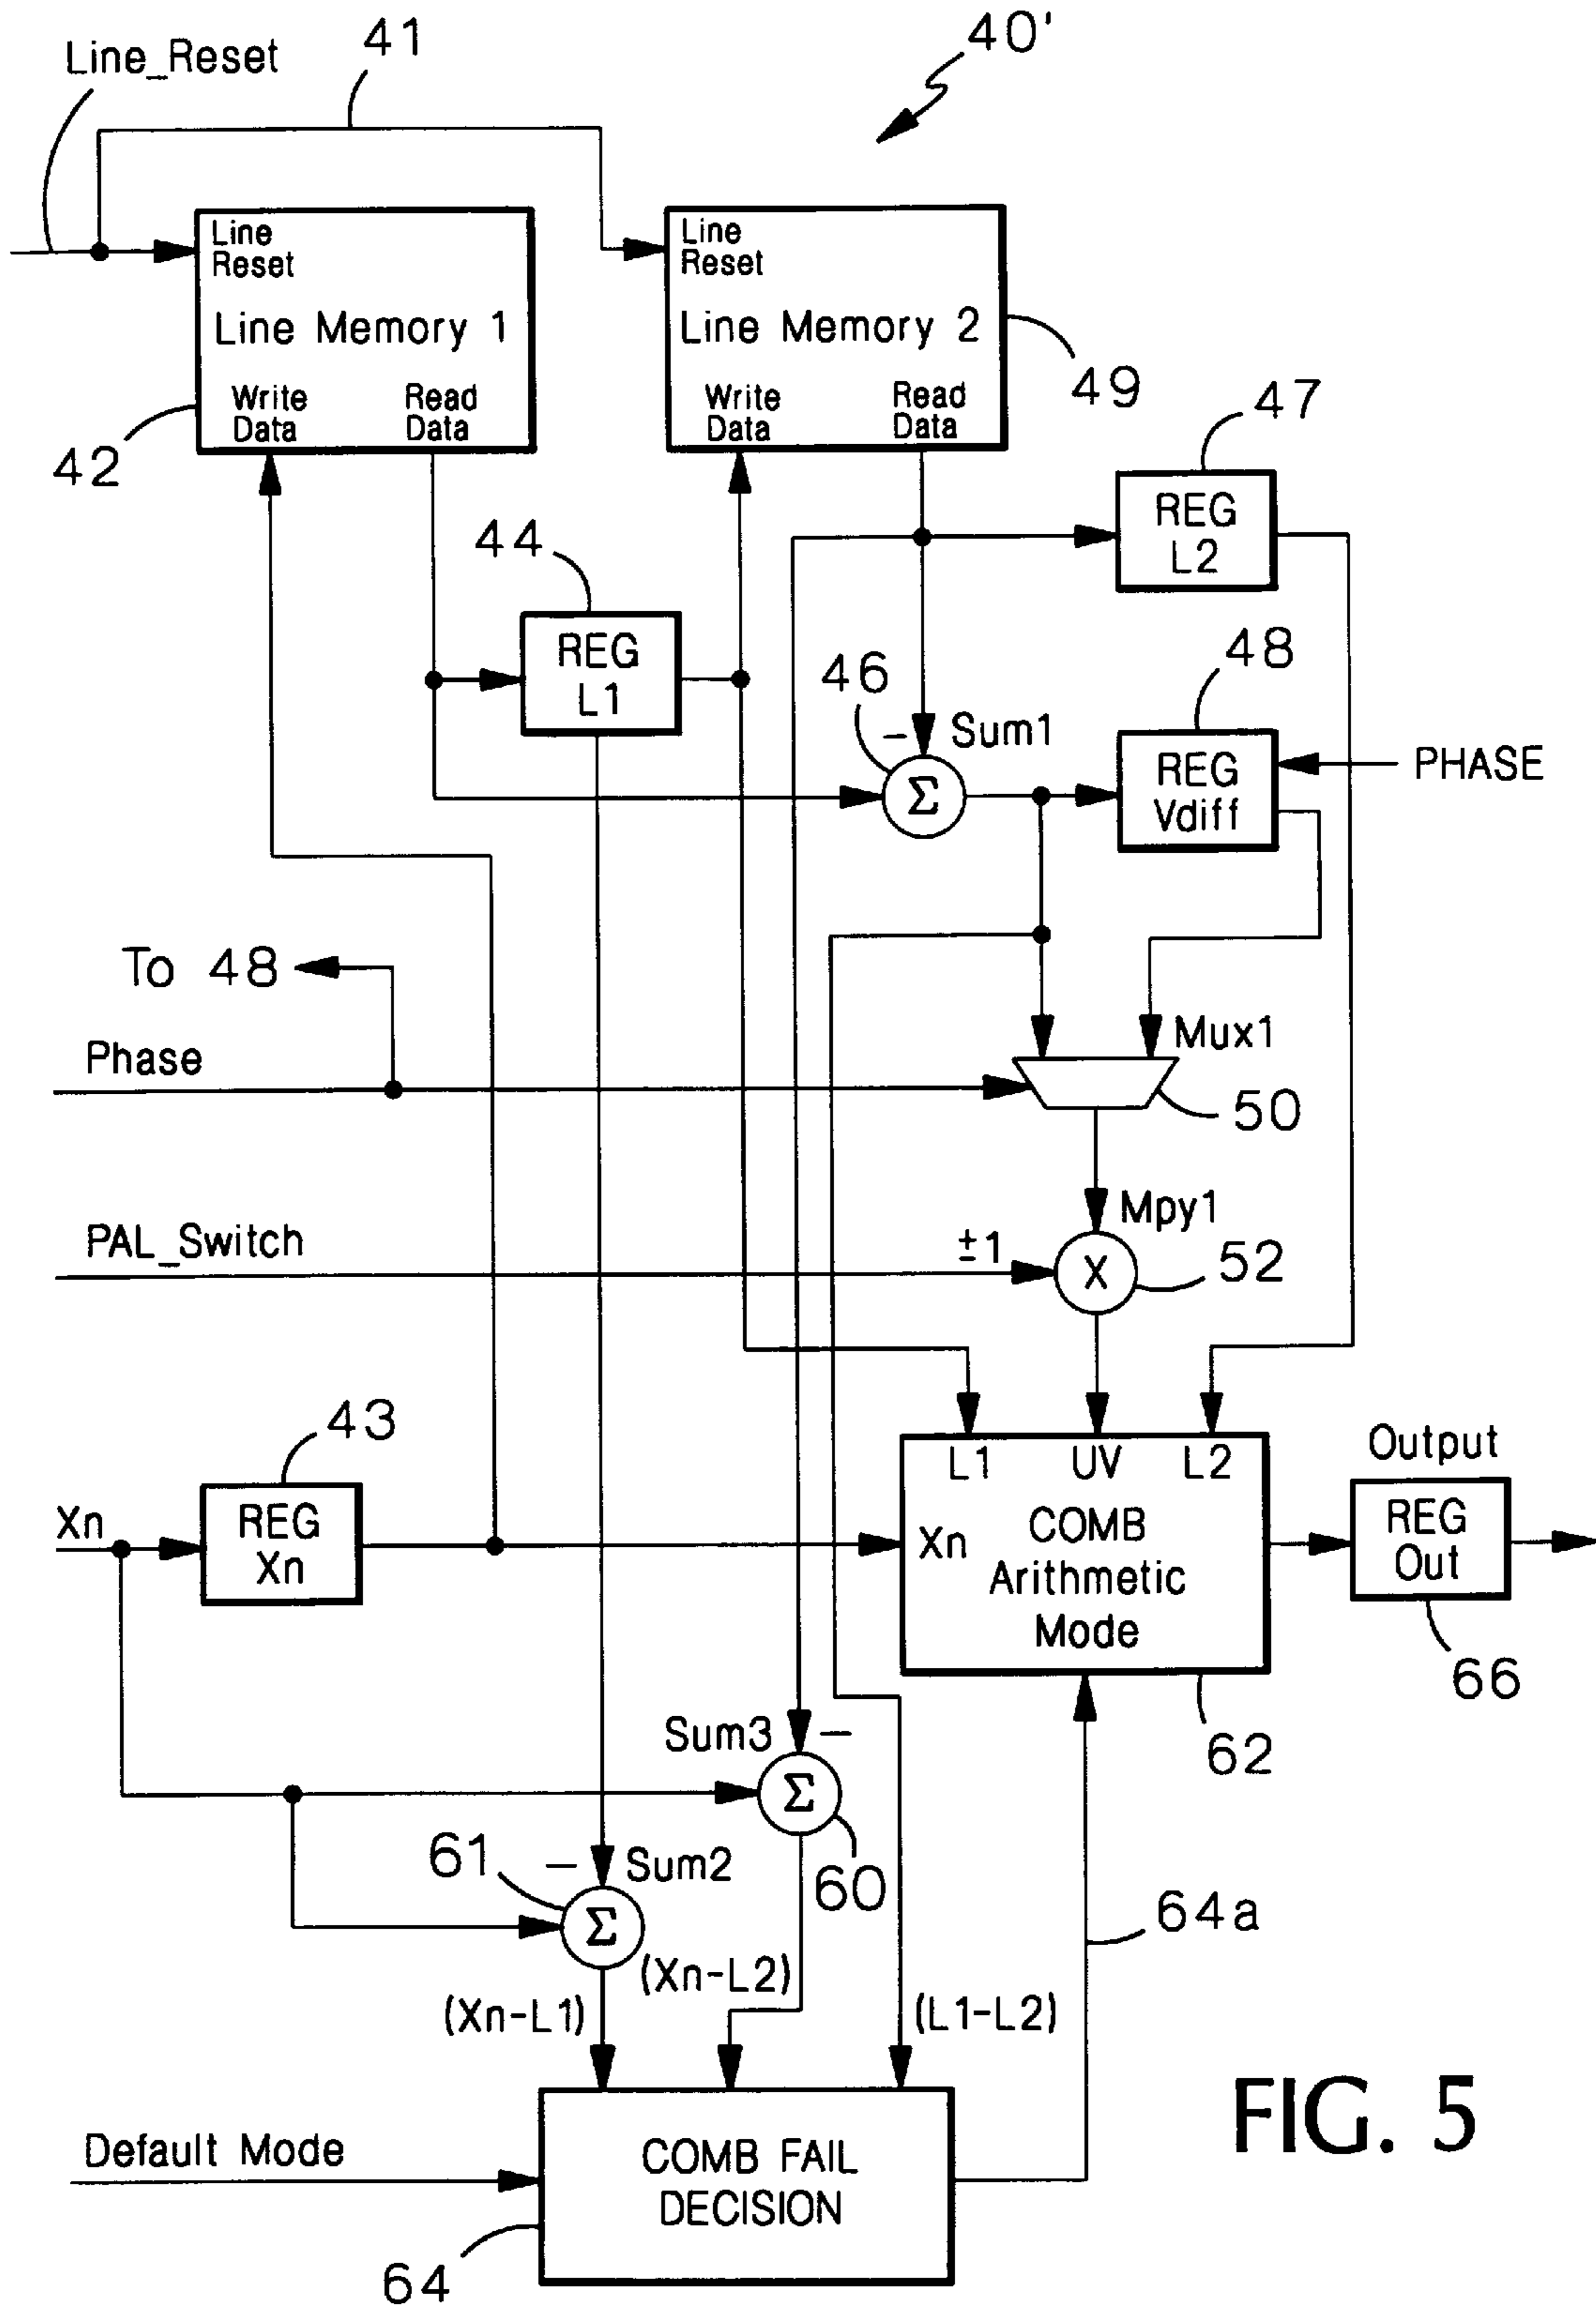 41
40'
Line_Reset
Line
Reset
Line Memory 1
Write
Data
Read
Data
42
Line
Reset
Line Memory 2
Write
Data
Read
Data
49
47
REG
L2
44
REG
L1
46
- Sum1
Σ
48
REG
Vdiff
PHASE
To 48
Phase
Mux1
50
PAL_Switch
±1
Mpy1
X
52
43
Xn
REG
Xn
L1 UV L2
Xn
COMB
Arithmetic
Mode
62
Output
REG
Out
66
Sum3 -
Σ
60
61
- Sum2
Σ
64a
(Xn-L1)
(Xn-L2)
(L1-L2)
Default Mode
COMB FAIL
DECISION
64
FIG. 5